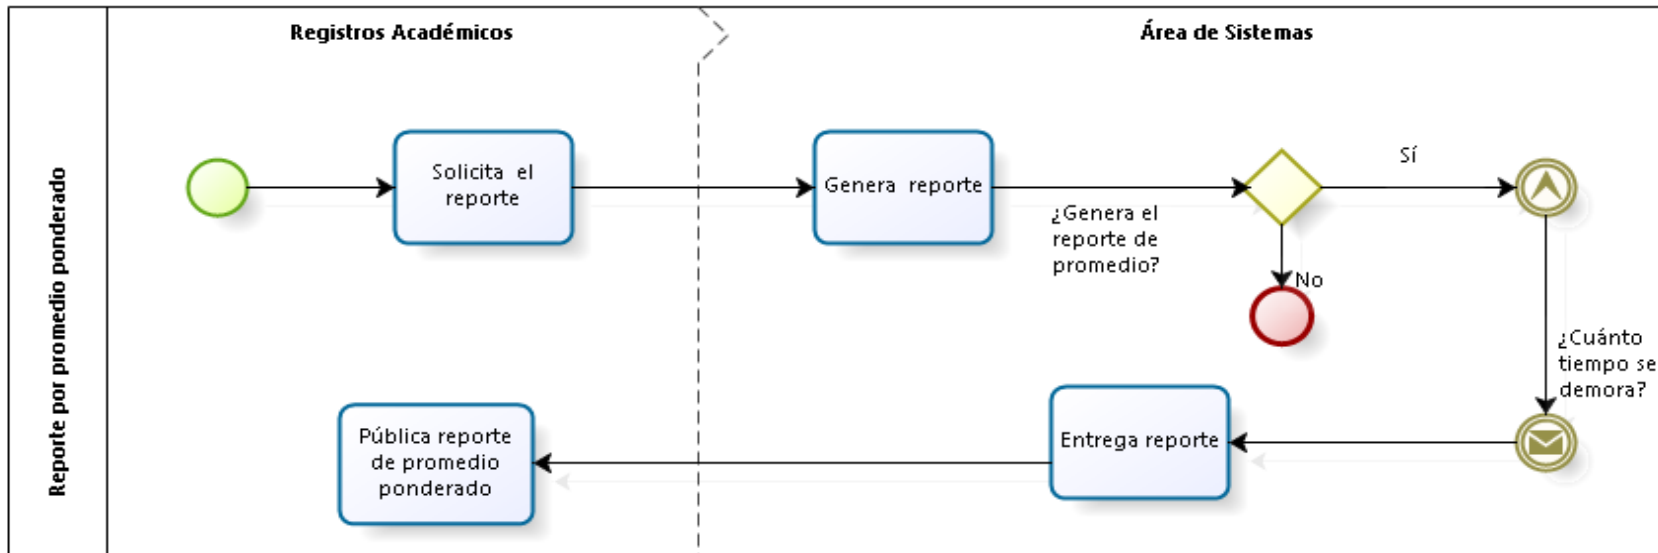 Registros Académicos
Área de Sistemas
Reporte por promedio ponderado
Solicita el
reporte
Genera reporte
¿Genera el
reporte de
promedio?
Sí
No
¿Cuánto
tiempo se
demora?
Entrega reporte
Pública reporte
de promedio
ponderado